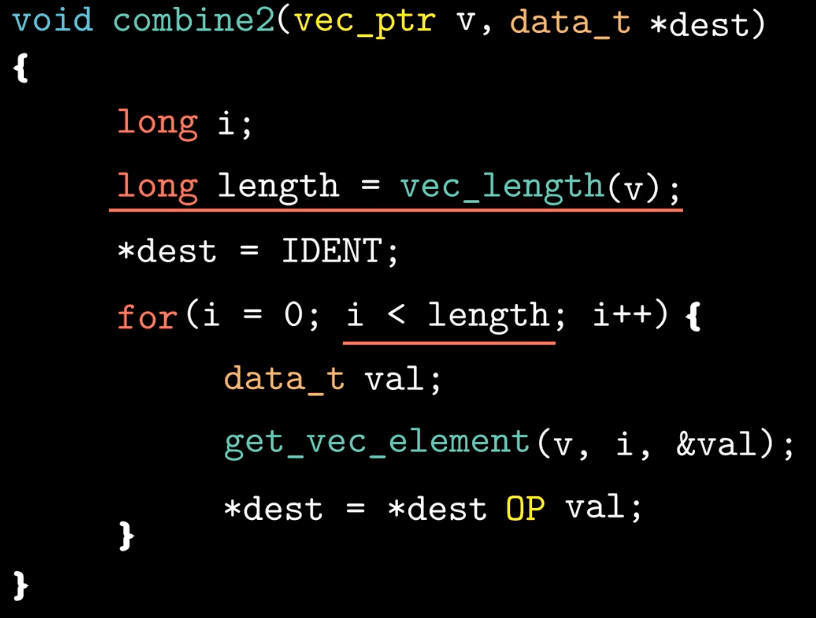 void combine2(vec_ptr v, data_t *dest)
{
long i;
long length = vec_length(v);
*dest = IDENT;
for(i = 0; i < length; i++) {
data_t val;
get_vec_element(v, i, &val);
*dest = *dest OP val;
}
}